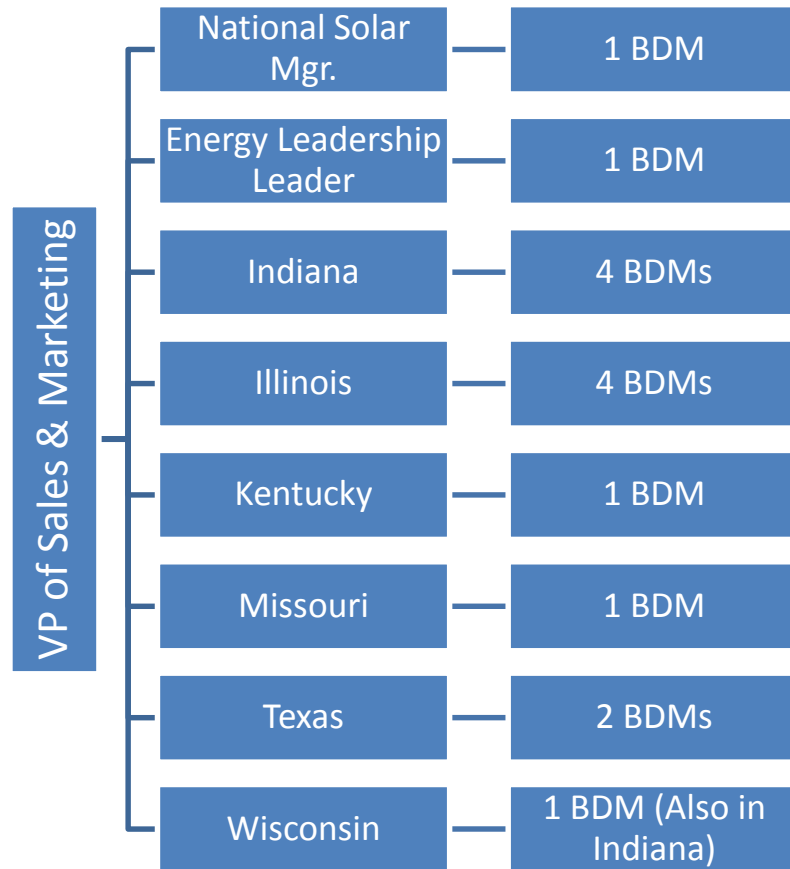 VP of Sales & Marketing
National Solar
Mgr.
1 BDM
Energy Leadership
Leader
1 BDM
Indiana
4 BDMs
Illinois
4 BDMs
Kentucky
1 BDM
Missouri
1 BDM
Texas
2 BDMs
Wisconsin
1 BDM (Also in
Indiana)